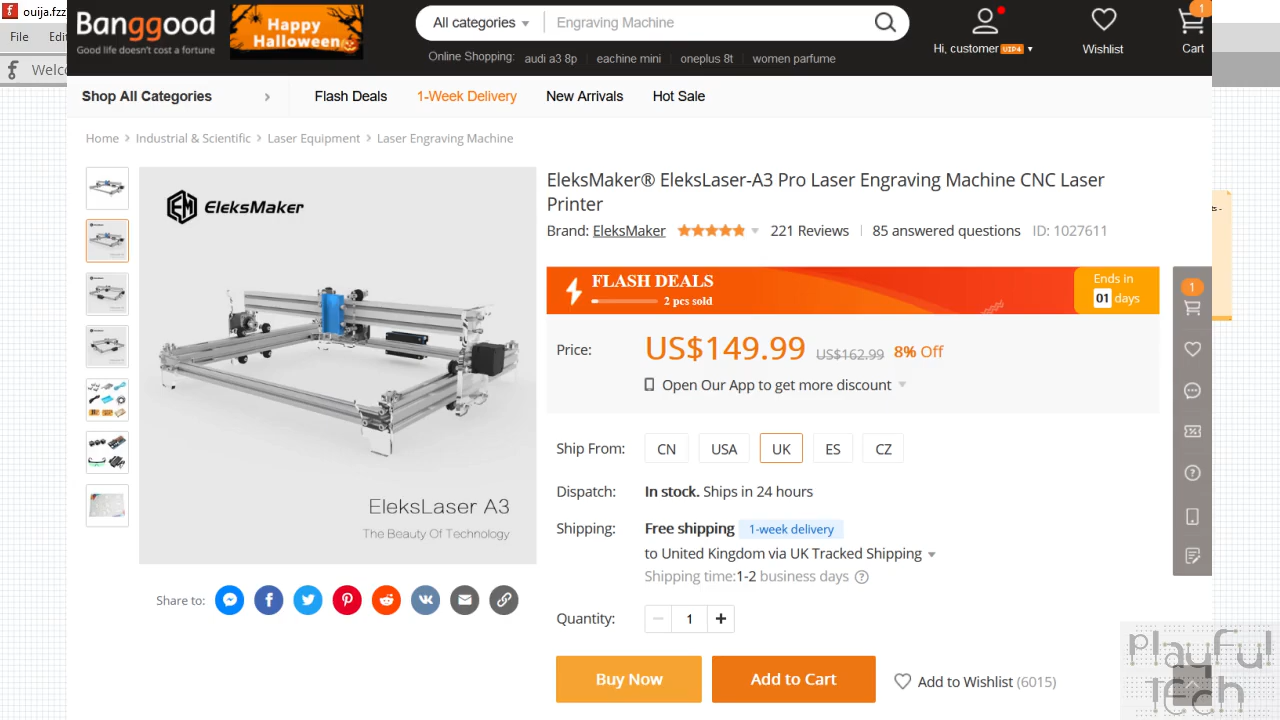 ouija.fzz
File
Edit
Welcome
Banggood
Good life doesn't cost a fortune
Happy
Halloween
All categories
Engraving Machine
Online Shopping:
audi a3 8p
eachine mini
oneplus 8t
women parfume
Hi, customer VIP4
Wishlist
1
Cart
Shop All Categories
Flash Deals
1-Week Delivery
New Arrivals
Hot Sale
Home > Industrial & Scientific > Laser Equipment > Laser Engraving Machine
EleksMaker
EleksLaser A3
The Beauty Of Technology
Share to:
EleksMaker® EleksLaser-A3 Pro Laser Engraving Machine CNC Laser
Printer
Brand: EleksMaker
221 Reviews
85 answered questions
ID: 1027611
FLASH DEALS
2 pcs sold
Ends in
01 days
Price:
US$149.99 US$162.99 8% Off
Open Our App to get more discount
Ship From:
CN
USA
UK
ES
CZ
Dispatch:
In stock. Ships in 24 hours
Shipping:
Free shipping
1-week delivery
to United Kingdom via UK Tracked Shipping
Shipping time:1-2 business days
Quantity:
1
Buy Now
Add to Cart
Add to Wishlist (6015)
1
playful
tech